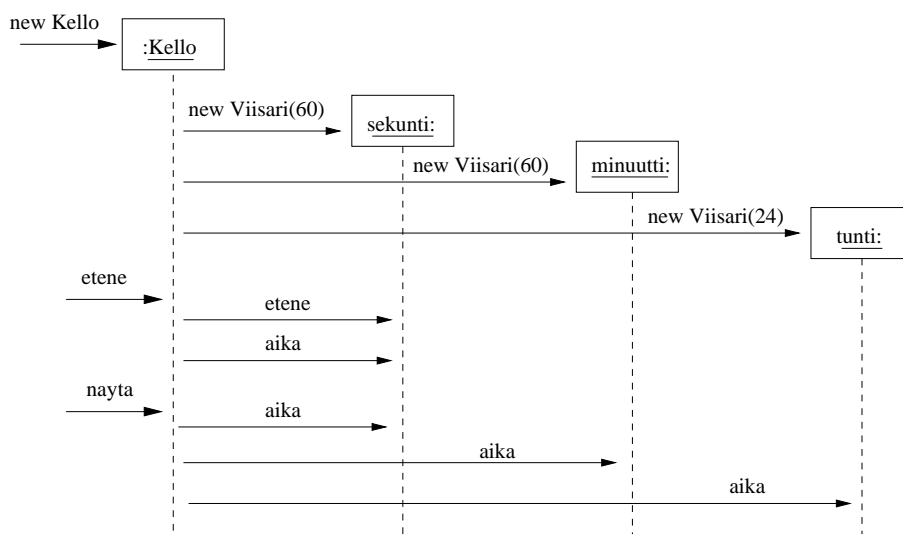 new Kello
:Kello
new Viisari(60)
sekunti:
new Viisari(60)
minuutti:
new Viisari(24)
tunti:
etene
etene
aika
nayta
aika
aika
aika